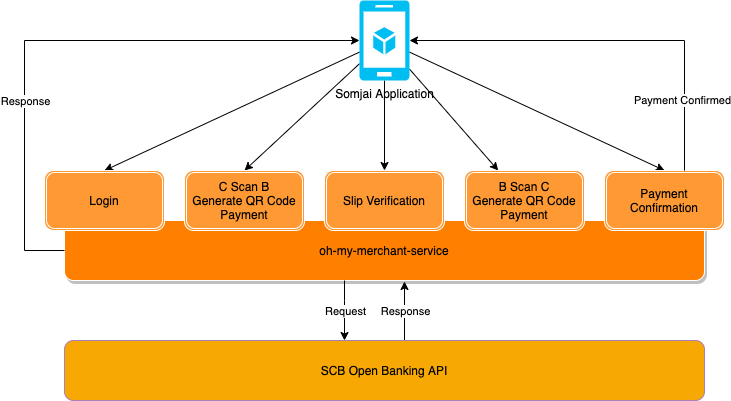 Somjai Application
Response
Payment Confirmed
Login
C Scan B
Generate QR Code
Payment
Slip Verification
B Scan C
Generate QR Code
Payment
Payment
Confirmation
oh-my-merchant-service
Request
Response
SCB Open Banking API